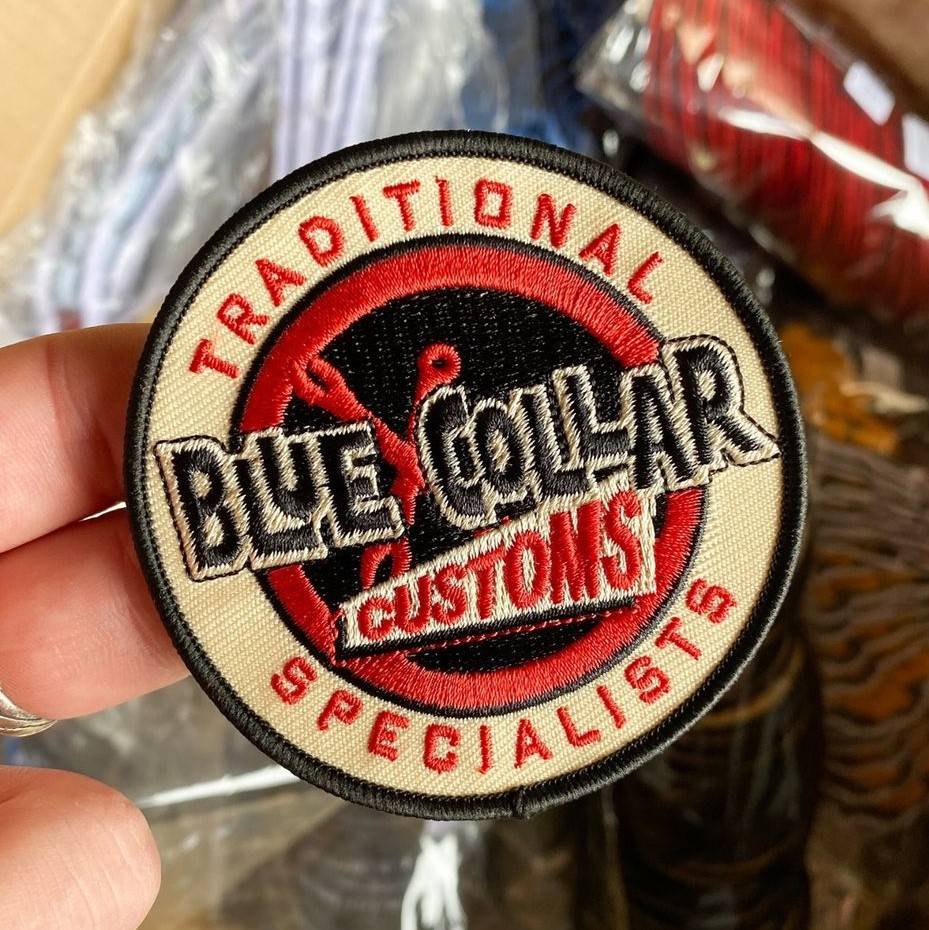 TRADITIONAL
BLUE COLLAR
CUSTOMS
SPECIALISTS